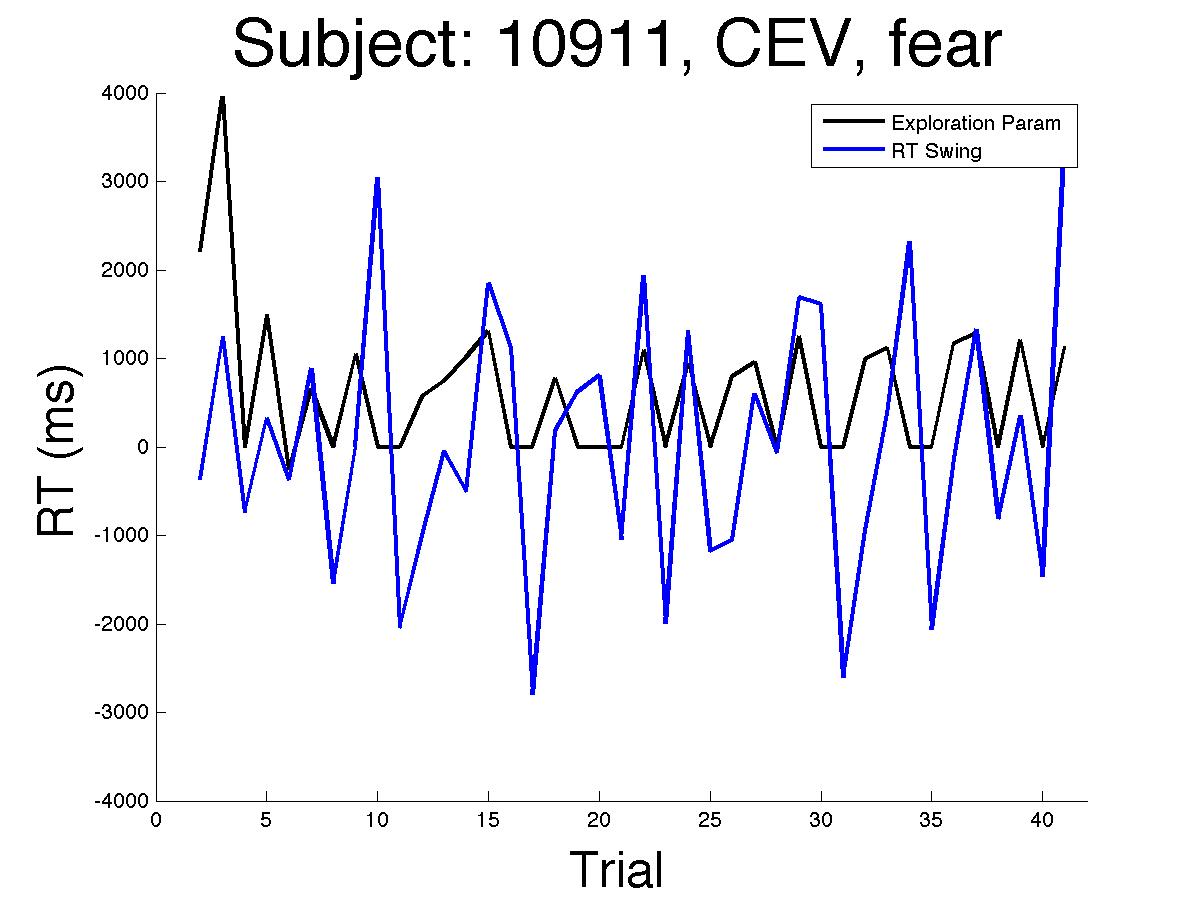 Subject: 10911, CEV, fear
Exploration Param
RT Swing
RT (ms)
4000
3000
2000
1000
0
-1000
-2000
-3000
-4000
0 5 10 15 20 25 30 35 40
Trial